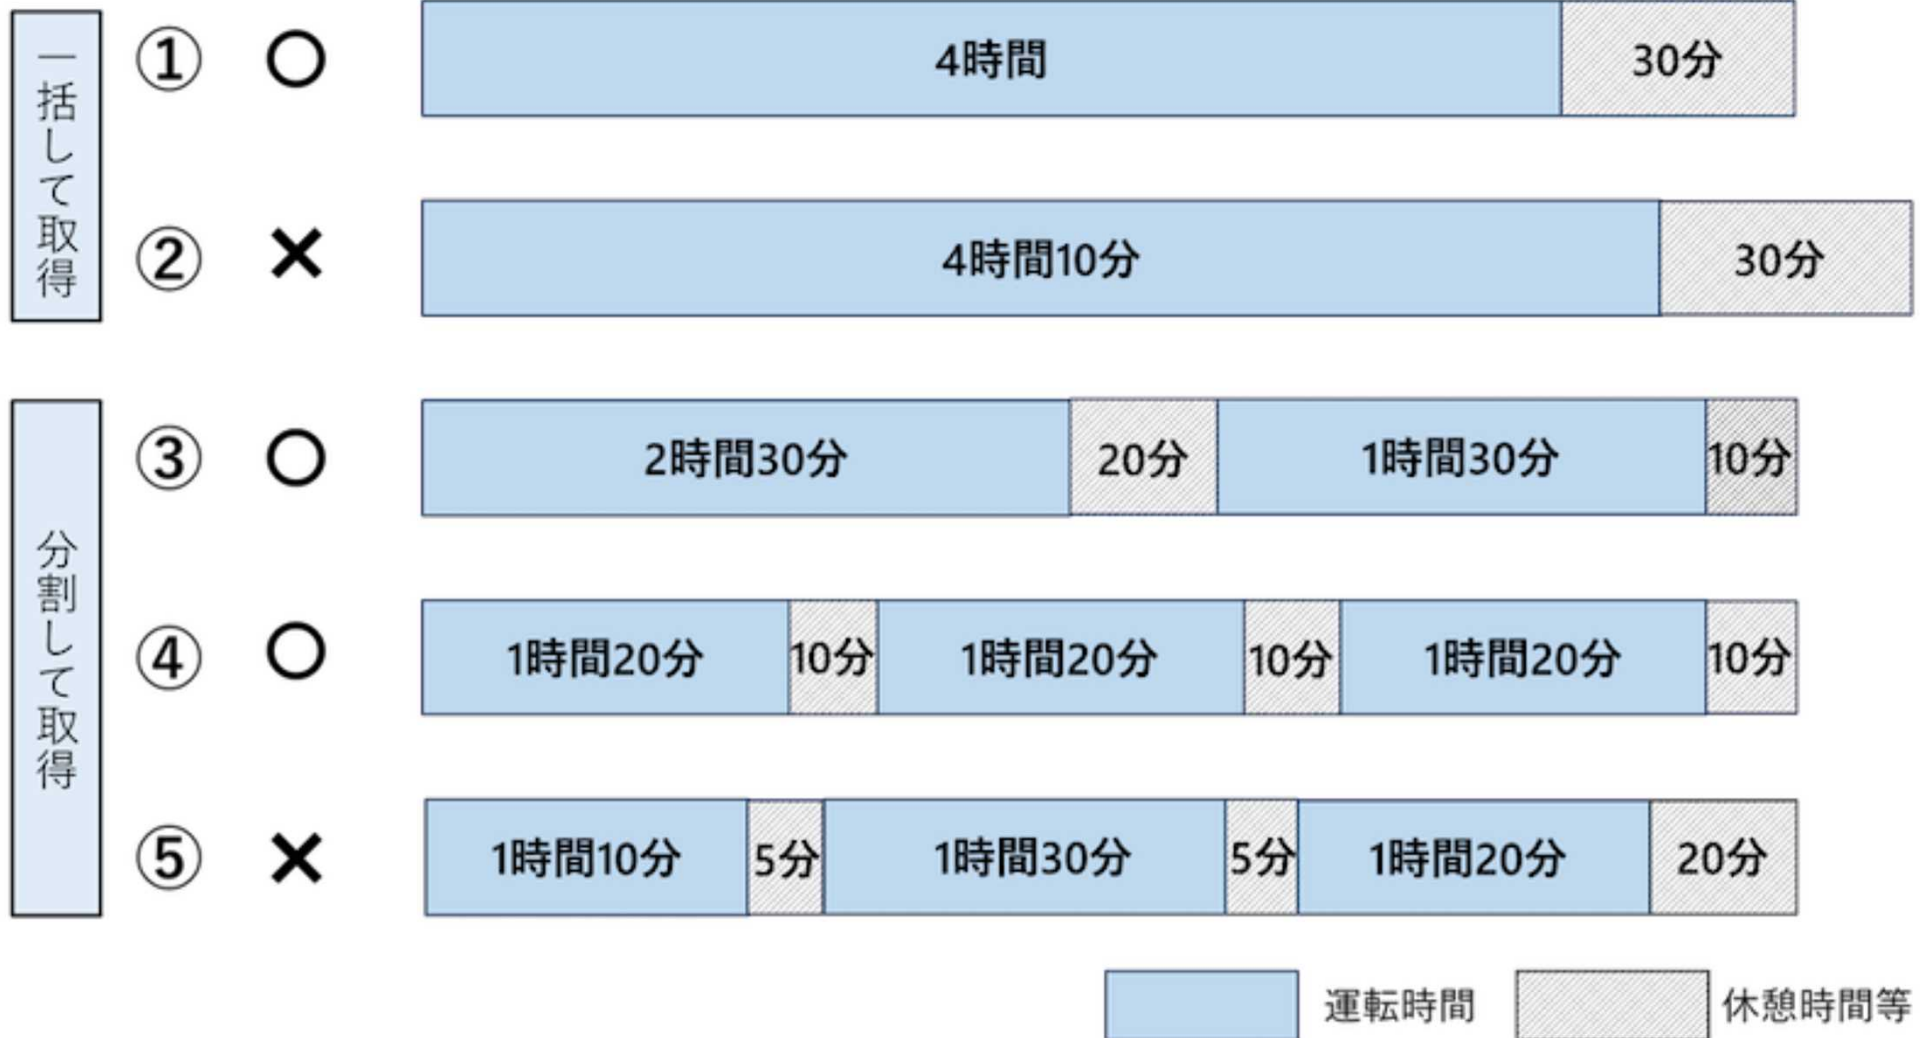 一括して取得
① ○ 4時間 30分
② × 4時間10分 30分
分割して取得
③ ○ 2時間30分 20分 1時間30分 10分
④ ○ 1時間20分 10分 1時間20分 10分 1時間20分 10分
⑤ × 1時間10分 5分 1時間30分 5分 1時間20分 20分
運転時間 休憩時間等